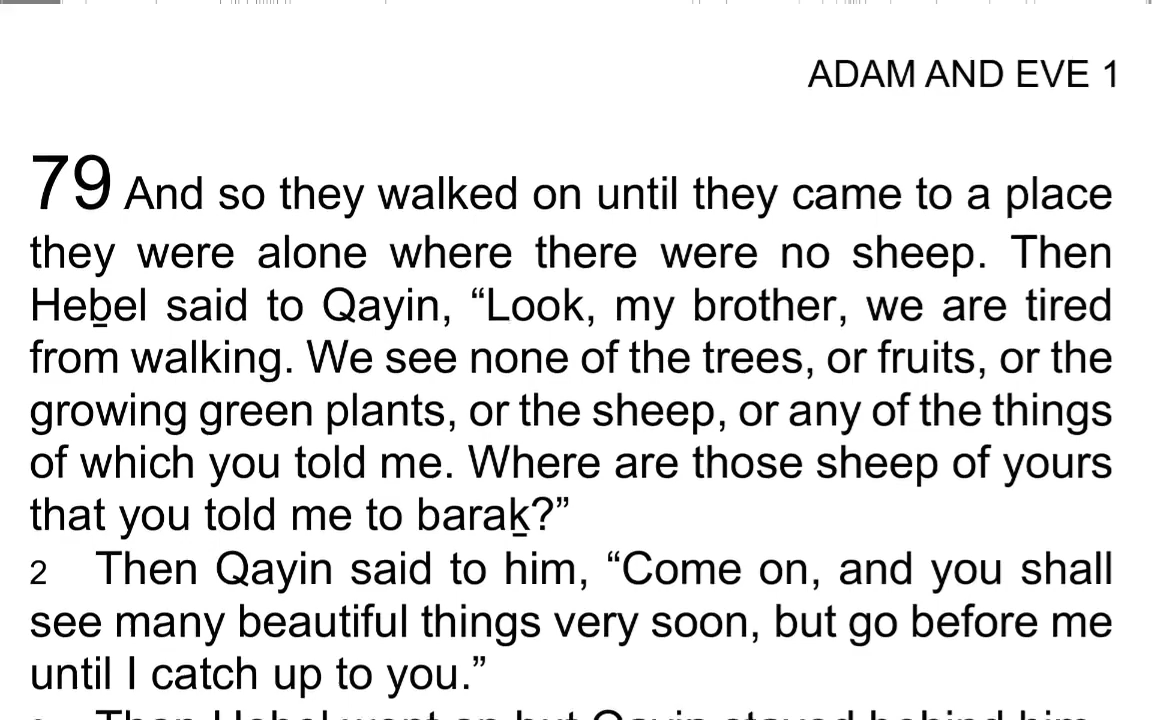 ADAM AND EVE 1
79 And so they walked on until they came to a place
they were alone where there were no sheep. Then
Heḇel said to Qayin, “Look, my brother, we are tired
from walking. We see none of the trees, or fruits, or the
growing green plants, or the sheep, or any of the things
of which you told me. Where are those sheep of yours
that you told me to baraḵ?”
2 Then Qayin said to him, “Come on, and you shall
see many beautiful things very soon, but go before me
until I catch up to you.”